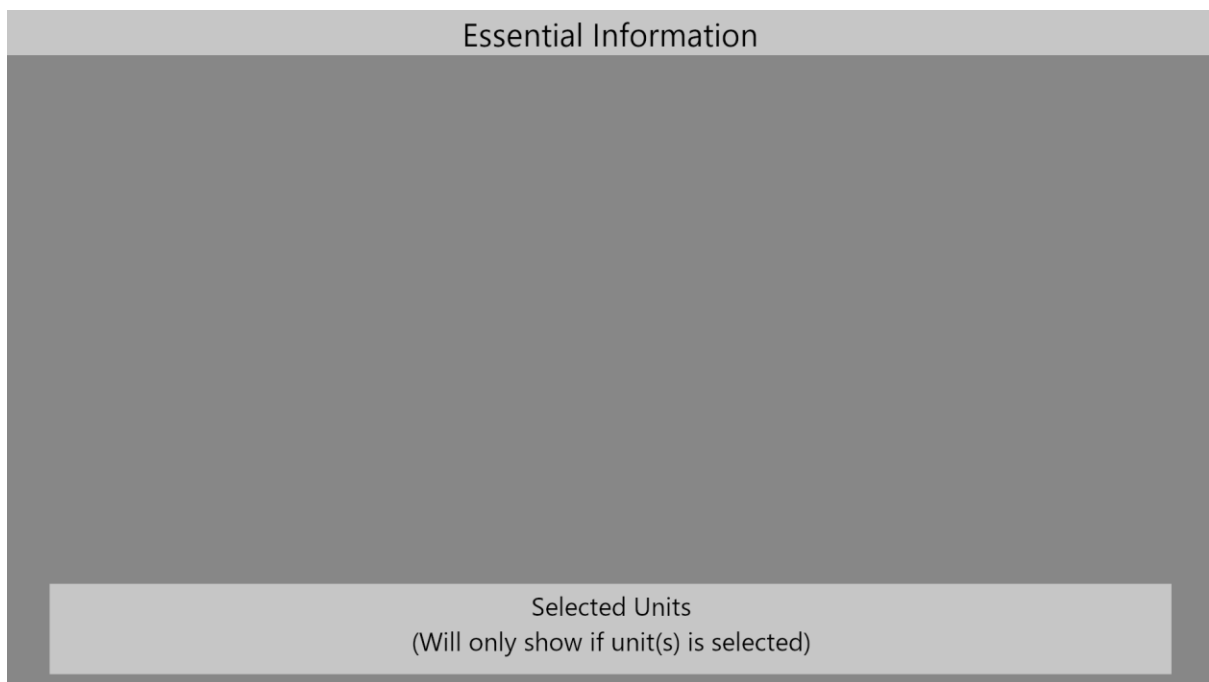 Essential Information
Selected Units
(Will only show if unit(s) is selected)